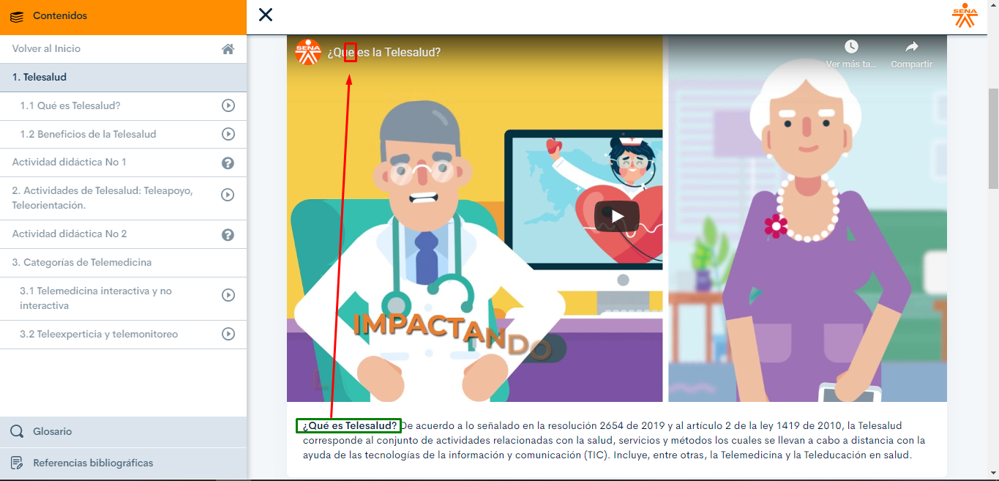 Contenidos
SENA
Volver al Inicio
1. Telesalud
1.1 Qué es Telesalud?
1.2 Beneficios de la Telesalud
Actividad didáctica No 1
2. Actividades de Telesalud: Teleapoyo,
Teleorientación.
Actividad didáctica No 2
3. Categorías de Telemedicina
3.1 Telemedicina interactiva y no
interactiva
3.2 Teleexperticia y telemonitoreo
Glosario
Referencias bibliográficas
SENA
¿Que es la Telesalud?
Ver más ta...
Compartir
IMPACTANDO
¿Qué es Telesalud? De acuerdo a lo señalado en la resolución 2654 de 2019 y al artículo 2 de la ley 1419 de 2010, la Telesalud
corresponde al conjunto de actividades relacionadas con la salud, servicios y métodos los cuales se llevan a cabo a distancia con la
ayuda de las tecnologías de la información y comunicación (TIC). Incluye, entre otras, la Telemedicina y la Teleducación en salud.